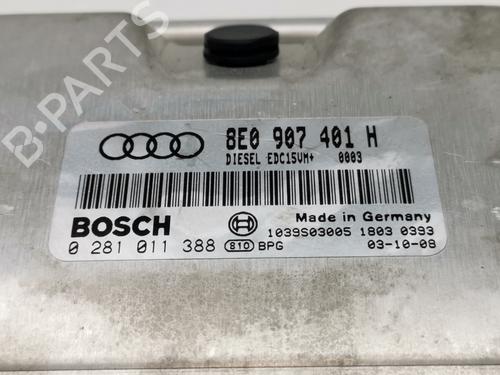 8E0 907 401 H
DIESEL EDC15VM+ 0003
BOSCH
Made in Germany
0 281 011 388 810 BPG
1039S03005 1803 0393
03-10-08
B-PARTS